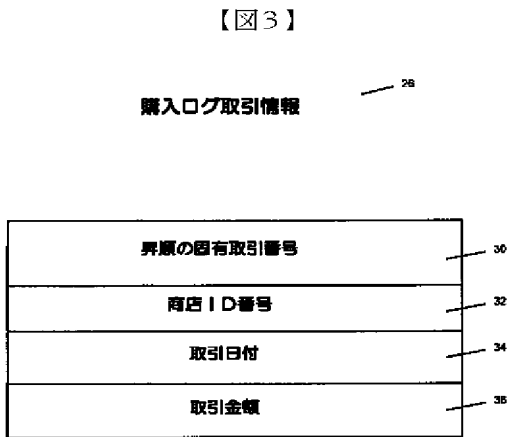 【図3】
26
購入ログ取引情報
昇順の固有取引番号
30
商店ID番号
32
取引日付
34
取引金額
36